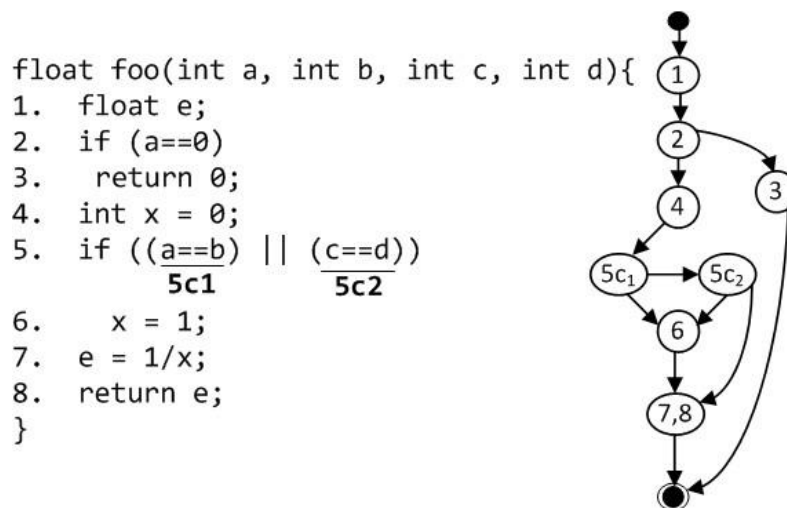 float foo(int a, int b, int c, int d){
1. float e;
2. if (a==0)
3. return 0;
4. int x = 0;
5. if ((a==b) || (c==d))
5c1 5c2
6. x = 1;
7. e = 1/x;
8. return e;
}
1
2
3
4
5c₁ 5c₂
6
7,8